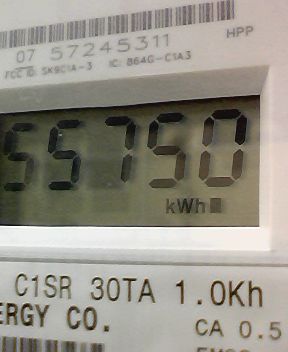 07 57245311
HPP
FCC ID: SK9C1A-3 IC: 864G-C1A3
55750
kWh
C1SR 30TA 1.0Kh
ERGY CO.
CA 0.5